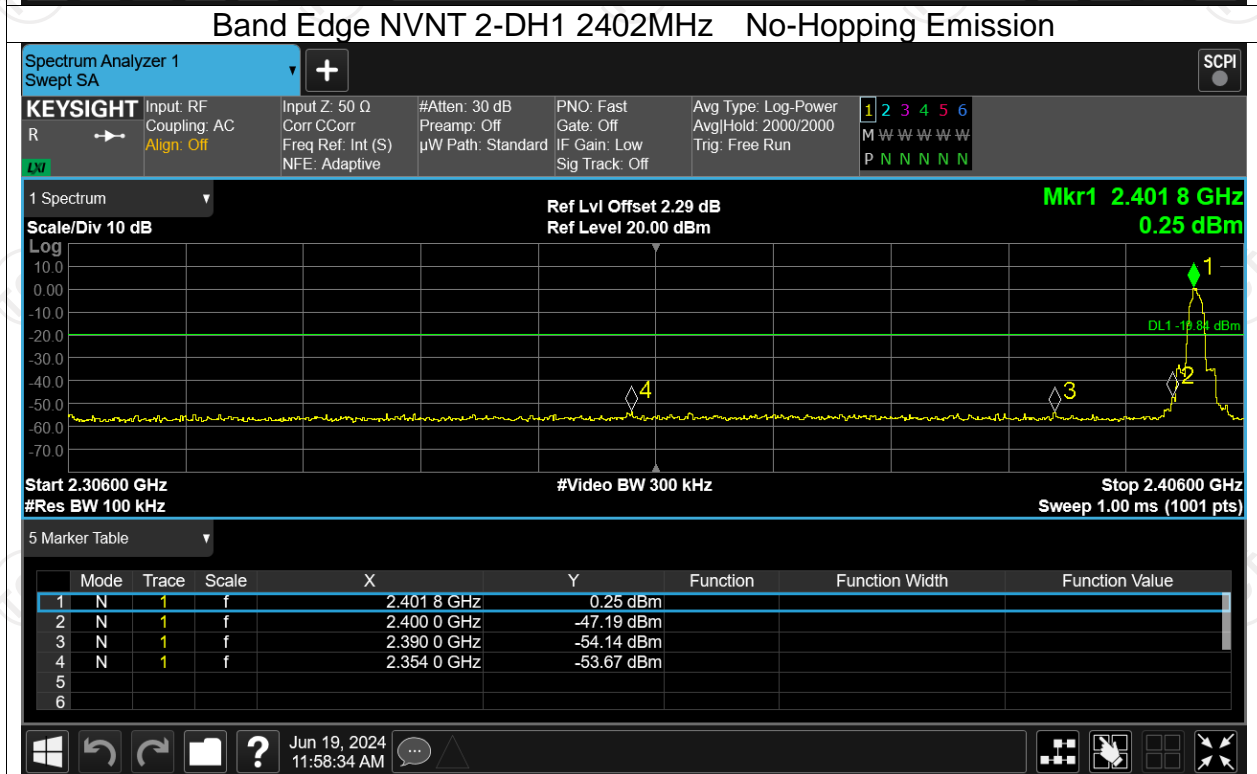 Band Edge NVNT 2-DH1 2402MHz No-Hopping Emission
Spectrum Analyzer 1
Swept SA
SCPI
KEYSIGHT
R
LXI
Input: RF
Coupling: AC
Align: Off
Input Z: 50 Ω
Corr CCorr
Freq Ref: Int (S)
NFE: Adaptive
#Atten: 30 dB
Preamp: Off
µW Path: Standard
PNO: Fast
Gate: Off
IF Gain: Low
Sig Track: Off
Avg Type: Log-Power
Avg|Hold: 2000/2000
Trig: Free Run
1 2 3 4 5 6
M W W W W W
P N N N N N
1 Spectrum
Scale/Div 10 dB
Ref Lvl Offset 2.29 dB
Ref Level 20.00 dBm
Mkr1 2.401 8 GHz
0.25 dBm
Log
10.0
0.00
-10.0
-20.0
-30.0
-40.0
-50.0
-60.0
-70.0
1
DL1 -19.84 dBm
2
3
4
Start 2.30600 GHz
#Res BW 100 kHz
#Video BW 300 kHz
Stop 2.40600 GHz
Sweep 1.00 ms (1001 pts)
5 Marker Table
Mode Trace Scale X Y Function Function Width Function Value
1 N 1 f 2.401 8 GHz 0.25 dBm
2 N 1 f 2.400 0 GHz -47.19 dBm
3 N 1 f 2.390 0 GHz -54.14 dBm
4 N 1 f 2.354 0 GHz -53.67 dBm
5
6
?
Jun 19, 2024
11:58:34 AM